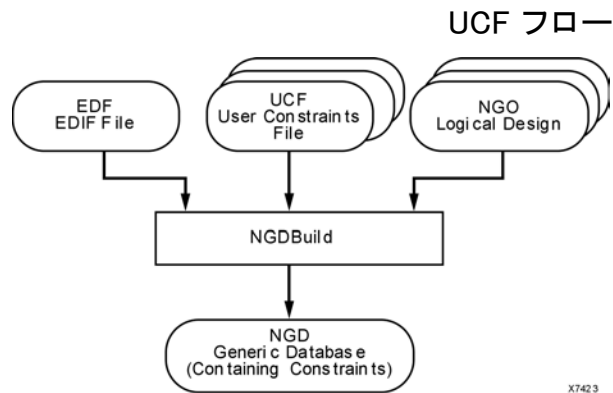 UCF フロー
EDF
EDIF File
UCF
User Constraints
File
NGO
Logical Design
NGDBuild
NGD
Generic Database
(Containing Constraints)
X7423